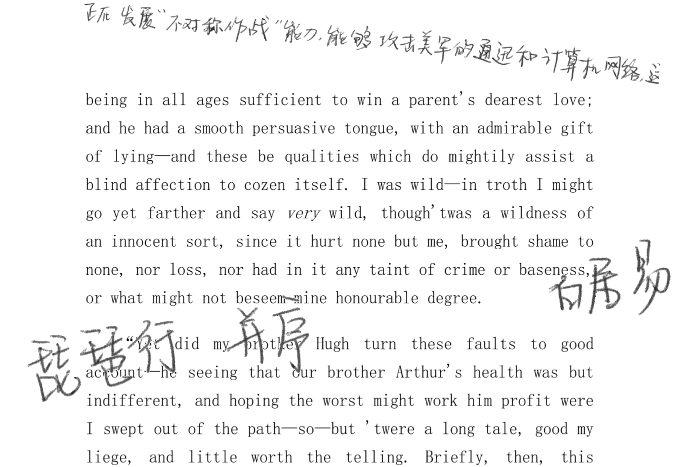 正在发展“不对称作战”能力,能够攻击美军的通迅和计算机网络,这
being in all ages sufficient to win a parent's dearest love;
and he had a smooth persuasive tongue, with an admirable gift
of lying—and these be qualities which do mightily assist a
blind affection to cozen itself. I was wild—in troth I might
go yet farther and say very wild, though'twas a wildness of
an innocent sort, since it hurt none but me, brought shame to
none, nor loss, nor had in it any taint of crime or baseness,
or what might not beseem mine honourable degree.
白居易
琵琶行 并序
“Yet did my brother Hugh turn these faults to good
account—he seeing that our brother Arthur's health was but
indifferent, and hoping the worst might work him profit were
I swept out of the path—so—but 'twere a long tale, good my
liege, and little worth the telling. Briefly, then, this